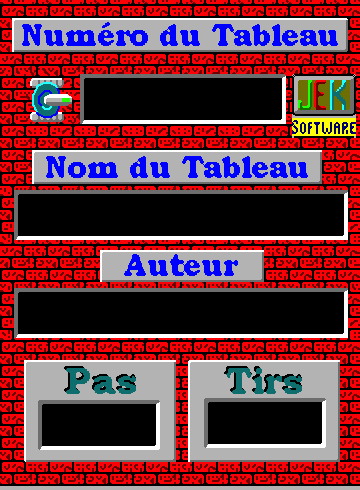 Numéro du Tableau
JEK
SOFTWARE
Nom du Tableau
Auteur
Pas
Tirs